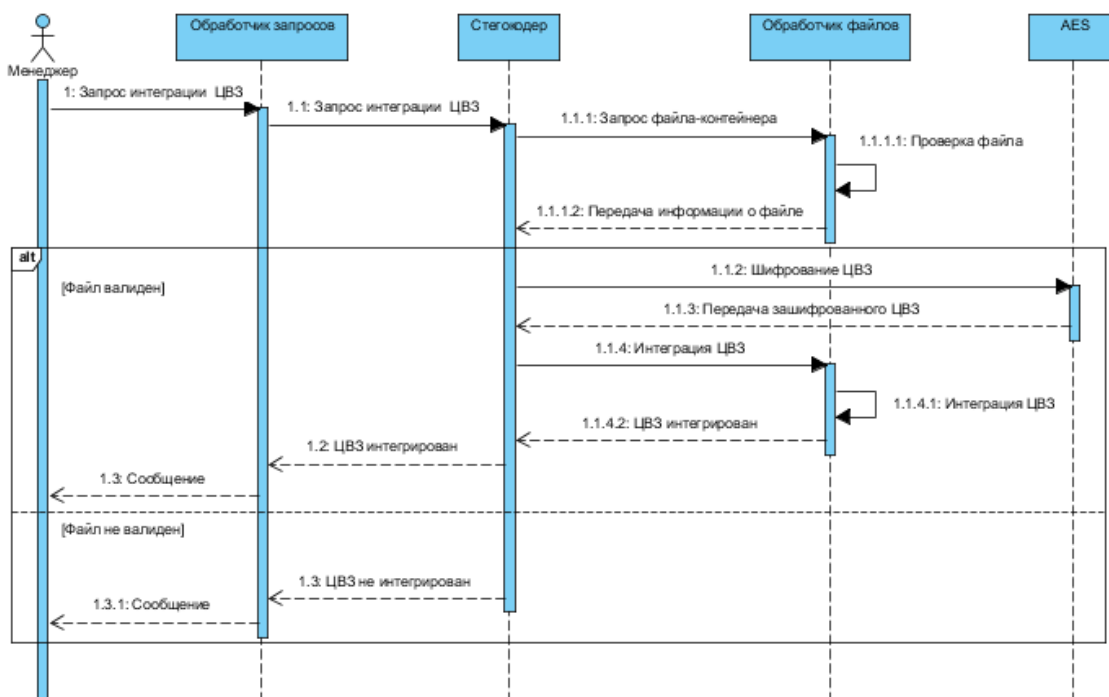 Обработчик запросов
Стегокодер
Обработчик файлов
AES
Менеджер
1: Запрос интеграции ЦВЗ
1.1: Запрос интеграции ЦВЗ
1.1.1: Запрос файла-контейнера
1.1.1.1: Проверка файла
1.1.1.2: Передача информации о файле
alt
[Файл валиден]
1.1.2: Шифрование ЦВЗ
1.1.3: Передача зашифрованного ЦВЗ
1.1.4: Интеграция ЦВЗ
1.1.4.1: Интеграция ЦВЗ
1.1.4.2: ЦВЗ интегрирован
1.2: ЦВЗ интегрирован
1.3: Сообщение
[Файл не валиден]
1.3: ЦВЗ не интегрирован
1.3.1: Сообщение